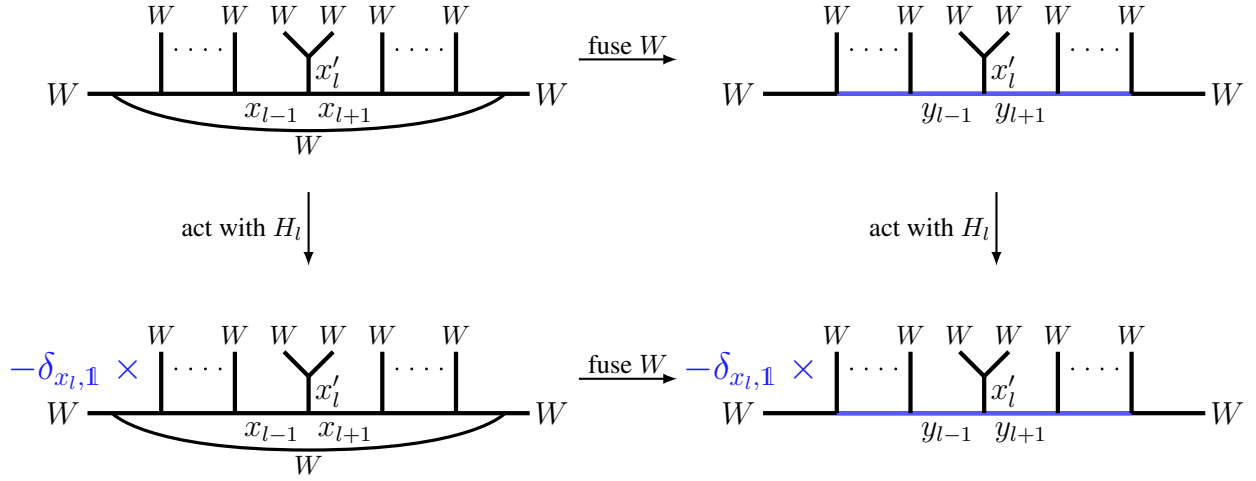 W W W W W W
W x'_l W
x_{l-1} x_{l+1}
W
fuse W
W W W W W W
W x'_l W
y_{l-1} y_{l+1}
act with H_l
act with H_l
W W W W W W
-δ_{x_l,𝟙} ×
W x'_l W
x_{l-1} x_{l+1}
W
fuse W
W W W W W W
-δ_{x_l,𝟙} ×
W x'_l W
y_{l-1} y_{l+1}